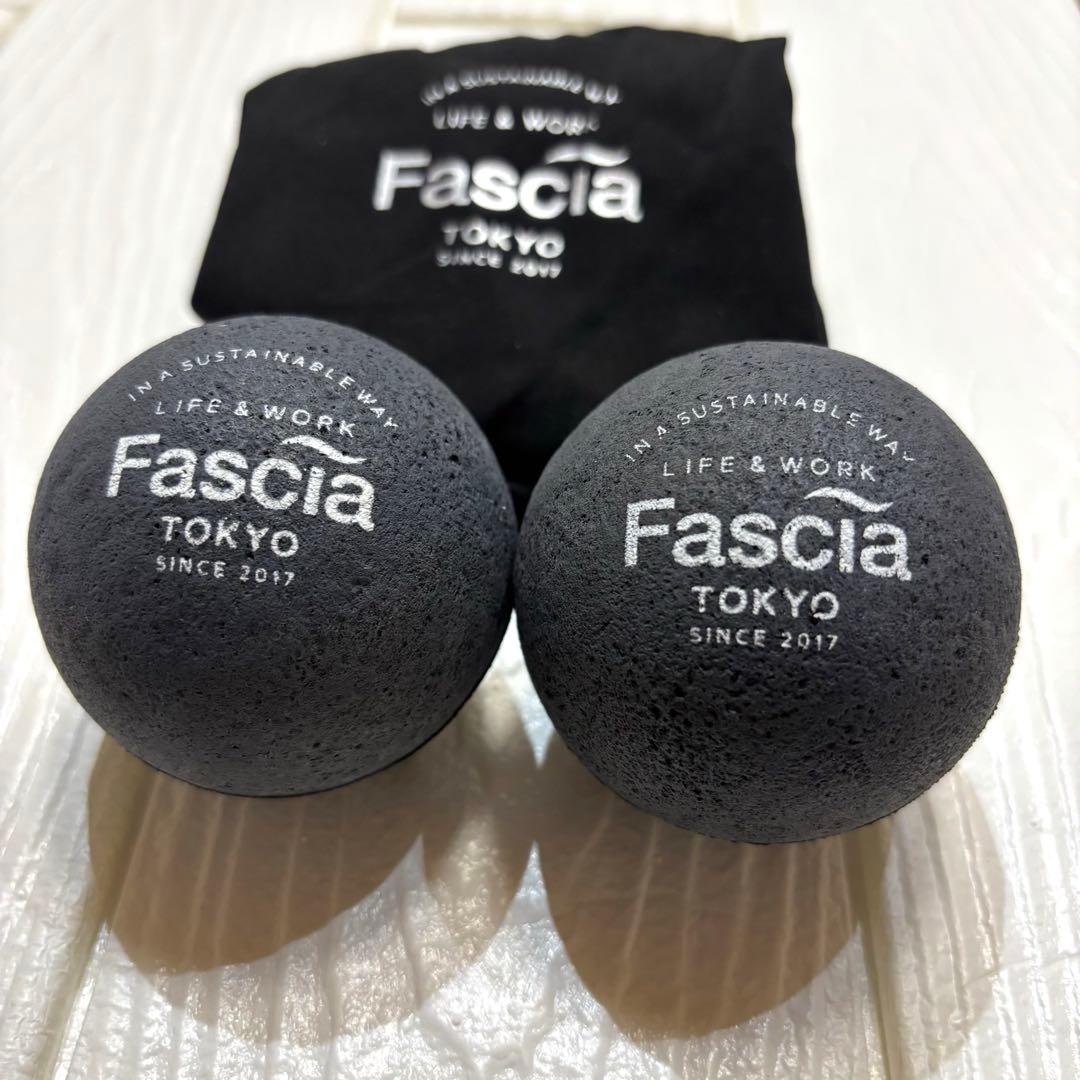 LIFE & WORK
Fascia
TOKYO
SINCE 2017
IN A SUSTAINABLE WAY
LIFE & WORK
Fascia
TOKYO
SINCE 2017
IN A SUSTAINABLE WAY
LIFE & WORK
Fascia
TOKYO
SINCE 2017